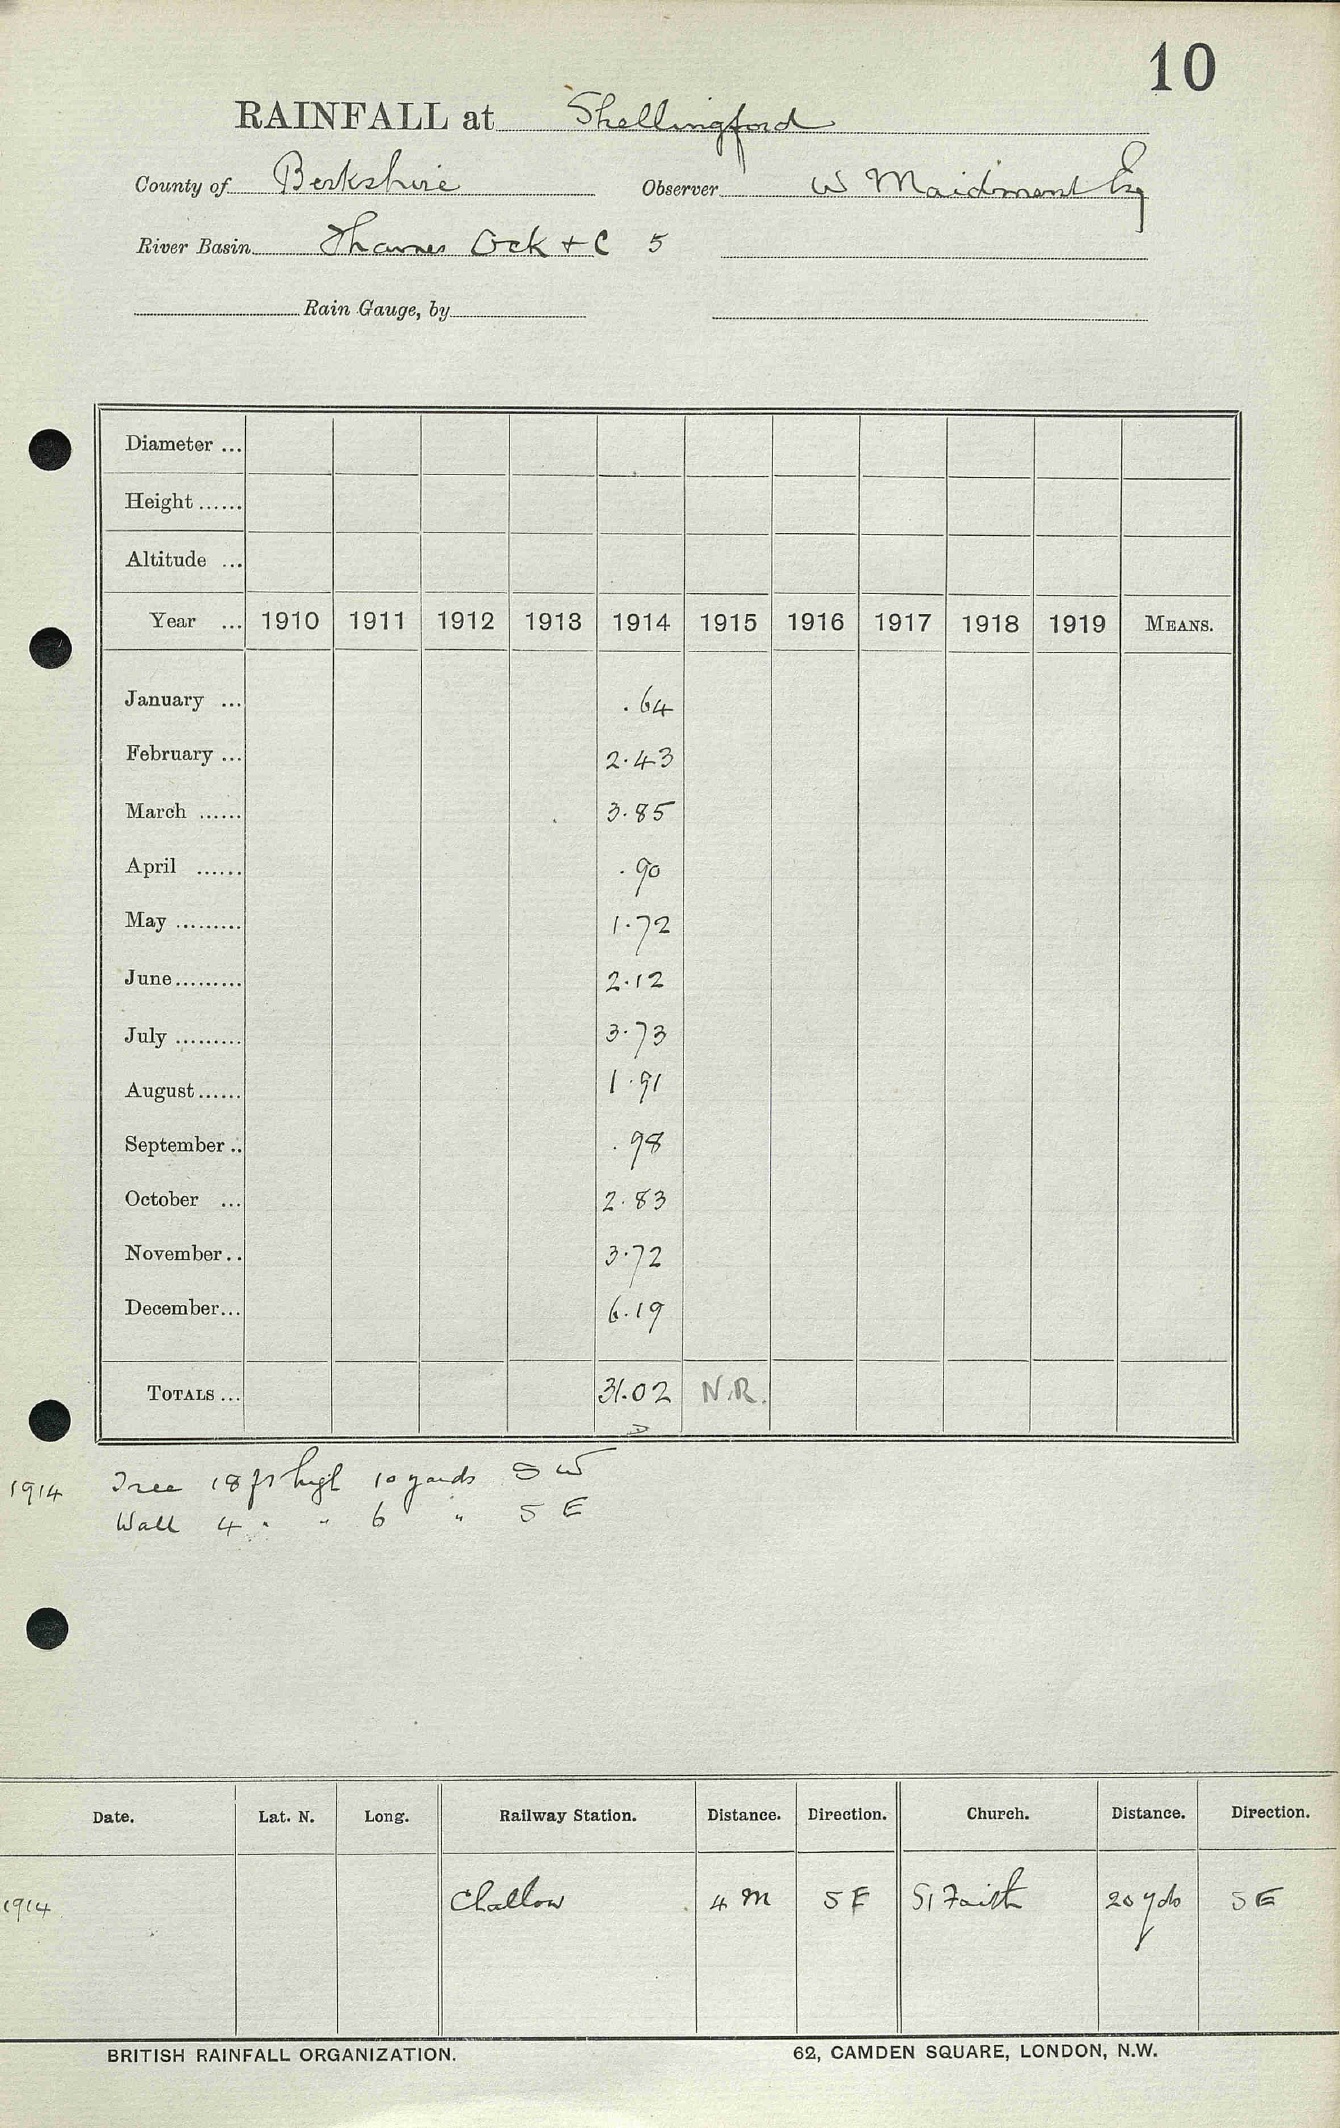 10
RAINFALL at Shellingford
County of Berkshire Observer W Maidment Esq
River Basin Thames Ock + C 5
Rain Gauge, by
Diameter ...
Height ......
Altitude ...
Year ... 1910 1911 1912 1913 1914 1915 1916 1917 1918 1919 MEANS.
January ... .64
February ... 2.43
March ...... 3.85
April ...... .90
May ......... 1.72
June ......... 2.12
July ......... 3.73
August ...... 1.91
September .. .98
October ... 2.83
November .. 3.72
December ... 6.19
TOTALS ... 31.02 N.R.
1914 Tree 18 ft high 10 yards SW
Wall 4 " " 6 " SE
Date. Lat. N. Long. Railway Station. Distance. Direction. Church. Distance. Direction.
1914 Challow 4 m SE St Faith 20 yds SE
BRITISH RAINFALL ORGANIZATION. 62, CAMDEN SQUARE, LONDON, N.W.